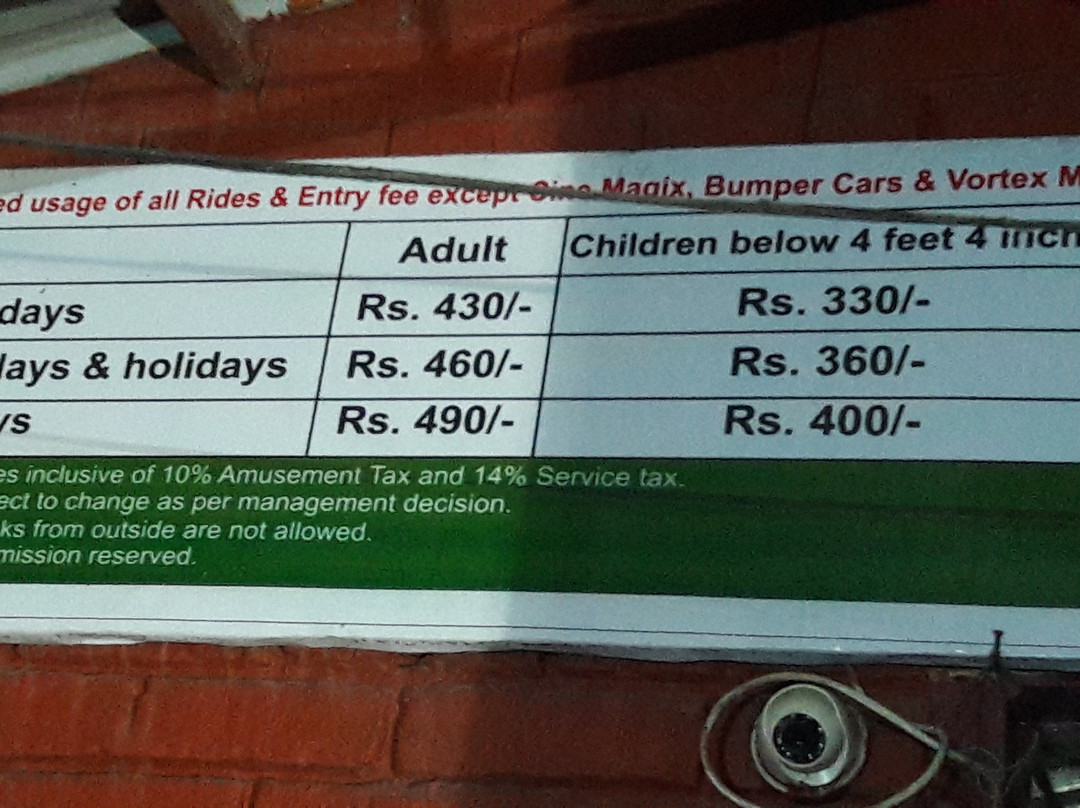 ed usage of all Rides & Entry fee except Cine Magix, Bumper Cars & Vortex M
Adult Children below 4 feet 4 inch
days Rs. 430/- Rs. 330/-
lays & holidays Rs. 460/- Rs. 360/-
ys Rs. 490/- Rs. 400/-
es inclusive of 10% Amusement Tax and 14% Service tax.
ect to change as per management decision.
ks from outside are not allowed.
mission reserved.